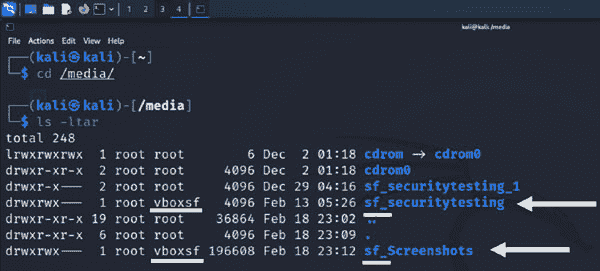 1 2 3 4
kali@kali: /media
File Actions Edit View Help
(kali㉿kali)-[~]
$ cd /media/
(kali㉿kali)-[/media]
$ ls -ltar
total 248
lrwxrwxrwx 1 root root 6 Dec 2 01:18 cdrom → cdrom0
drwxr-xr-x 2 root root 4096 Dec 2 01:18 cdrom0
drwxr-x--- 2 root root 4096 Dec 29 04:16 sf_securitytesting_1
drwxrwx--- 1 root vboxsf 4096 Feb 13 05:26 sf_securitytesting
drwxr-xr-x 19 root root 36864 Feb 18 23:02 ..
drwxr-xr-x 6 root root 4096 Feb 18 23:09 .
drwxrwx--- 1 root vboxsf 196608 Feb 18 23:12 sf_Screenshots